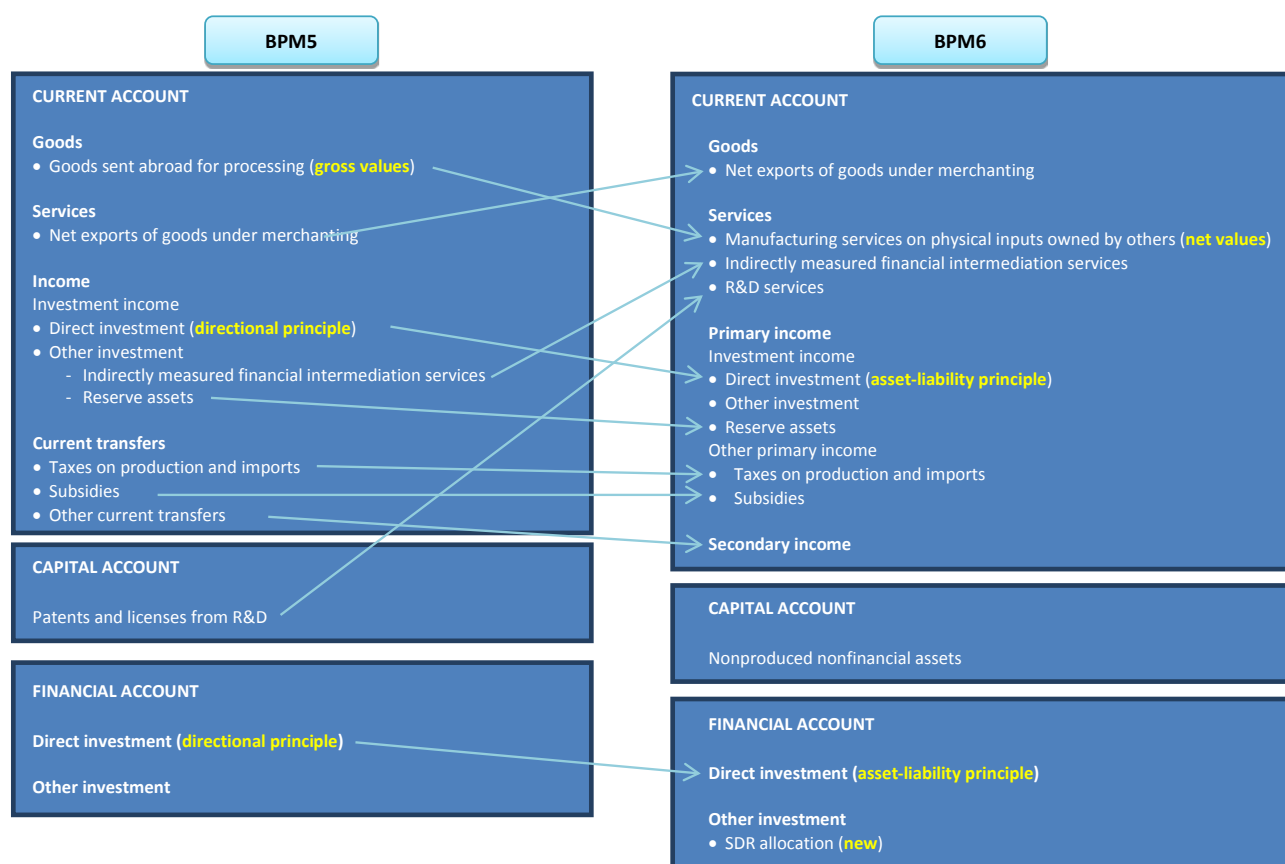 BPM5
CURRENT ACCOUNT
Goods
• Goods sent abroad for processing (gross values)
Services
• Net exports of goods under merchanting
Income
Investment income
• Direct investment (directional principle)
• Other investment
- Indirectly measured financial intermediation services
- Reserve assets
Current transfers
• Taxes on production and imports
• Subsidies
• Other current transfers
CAPITAL ACCOUNT
Patents and licenses from R&D
FINANCIAL ACCOUNT
Direct investment (directional principle)
Other investment
BPM6
CURRENT ACCOUNT
Goods
• Net exports of goods under merchanting
Services
• Manufacturing services on physical inputs owned by others (net values)
• Indirectly measured financial intermediation services
• R&D services
Primary income
Investment income
• Direct investment (asset-liability principle)
• Other investment
• Reserve assets
Other primary income
• Taxes on production and imports
• Subsidies
Secondary income
CAPITAL ACCOUNT
Nonproduced nonfinancial assets
FINANCIAL ACCOUNT
Direct investment (asset-liability principle)
Other investment
• SDR allocation (new)